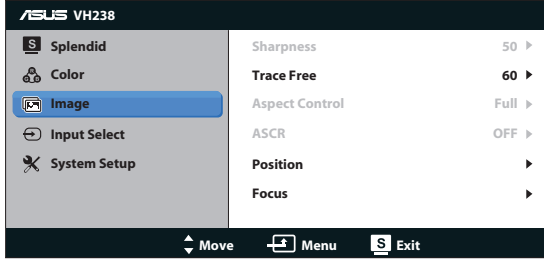 ASUS VH238
S Splendid
Color
Image
Input Select
System Setup
Sharpness 50
Trace Free 60
Aspect Control Full
ASCR OFF
Position
Focus
Move Menu S Exit